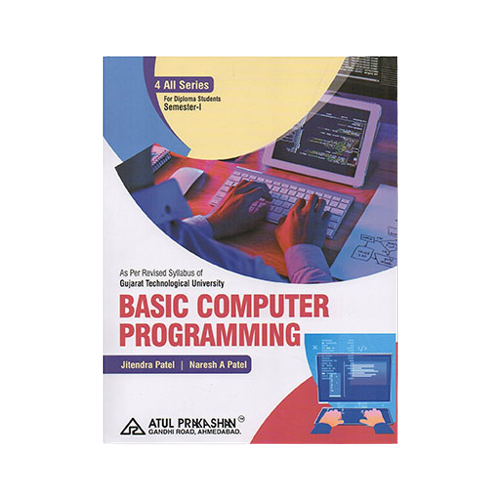 4 All Series
For Diploma Students
Semester-I
As Per Revised Syllabus of
Gujarat Technological University
BASIC COMPUTER
PROGRAMMING
Jitendra Patel | Naresh A Patel
ATUL PRAKASHAN™
GANDHI ROAD, AHMEDABAD.